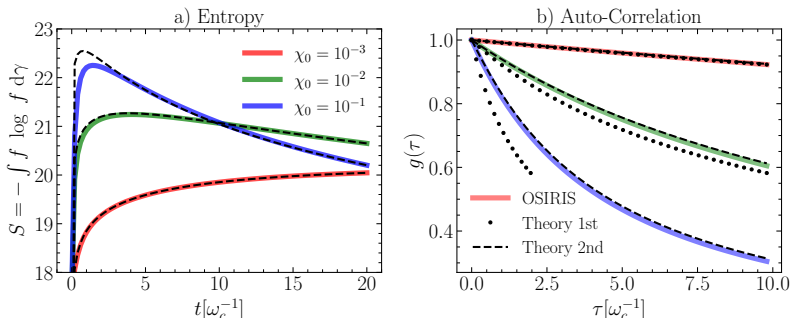 a) Entropy
23
22
21
20
19
18
S = − ∫ f log f dγ
χ₀ = 10⁻³
χ₀ = 10⁻²
χ₀ = 10⁻¹
0
5
10
15
20
t[ω_c⁻¹]
b) Auto-Correlation
1.0
0.8
0.6
0.4
g(τ)
OSIRIS
Theory 1st
Theory 2nd
0.0
2.5
5.0
7.5
10.0
τ[ω_c⁻¹]